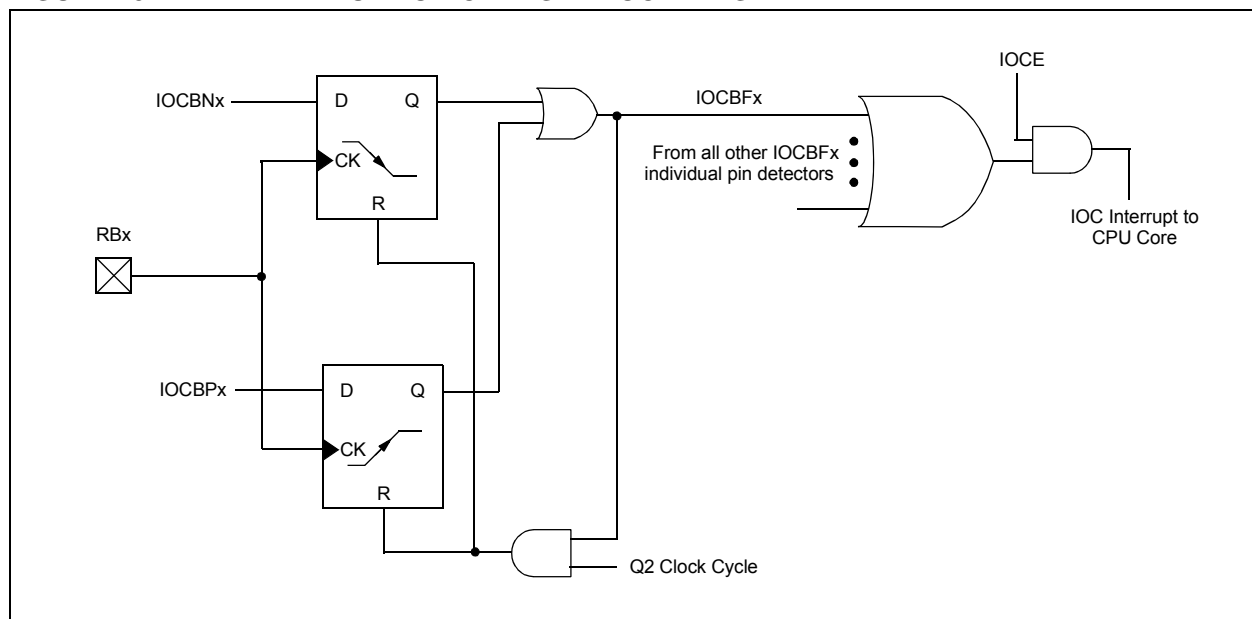 IOCE
IOCBNx
D
Q
IOCBFx
CK
From all other IOCBFx
individual pin detectors
R
IOC Interrupt to
CPU Core
RBx
IOCBPx
D
Q
CK
R
Q2 Clock Cycle